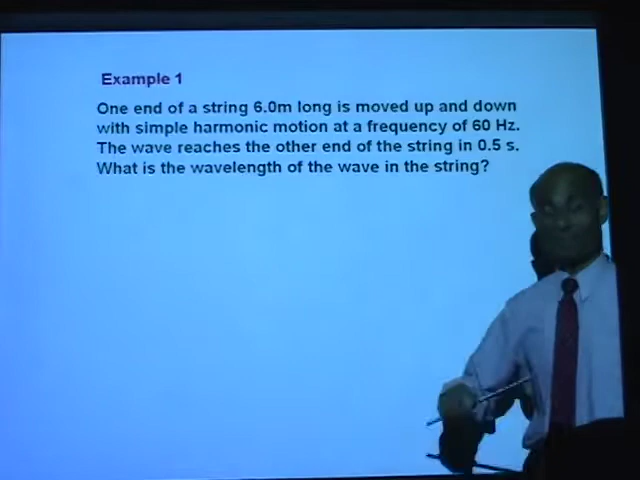 Example 1
One end of a string 6.0m long is moved up and down
with simple harmonic motion at a frequency of 60 Hz.
The wave reaches the other end of the string in 0.5 s.
What is the wavelength of the wave in the string?